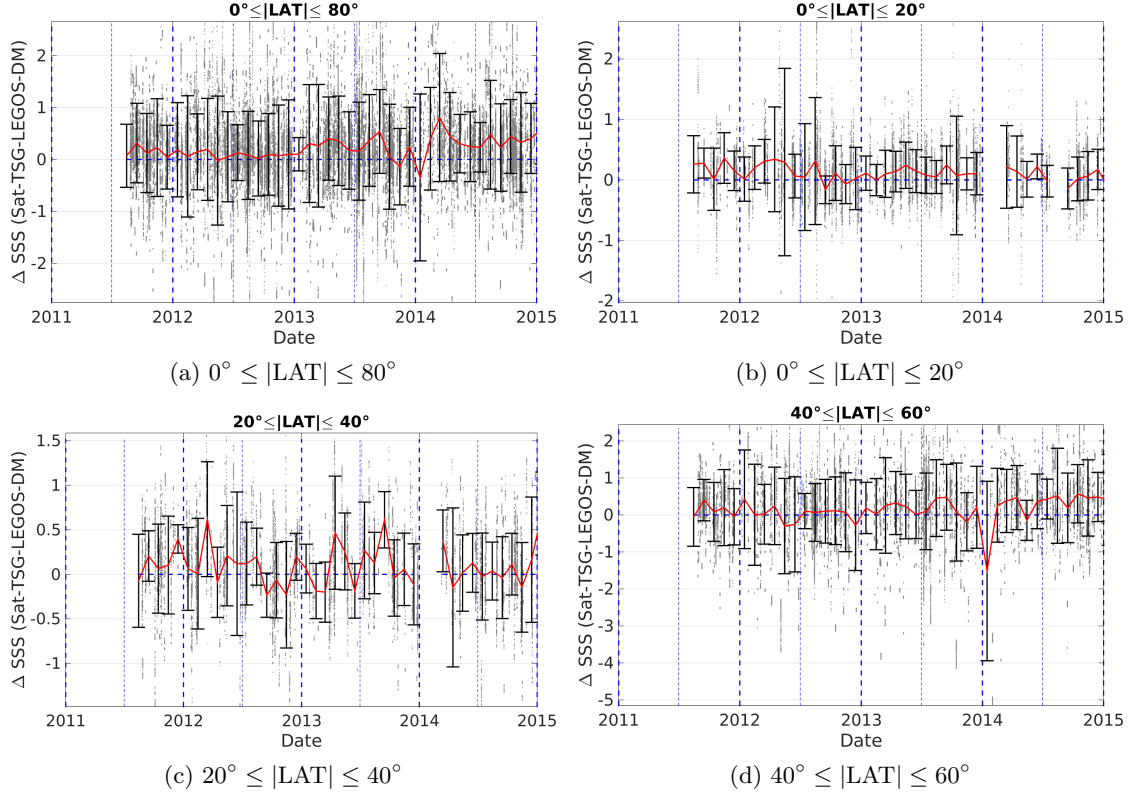 0°≤|LAT|≤ 80°
Δ SSS (Sat-TSG-LEGOS-DM)
2
1
0
-1
-2
2011 2012 2013 2014 2015
Date
(a) 0° ≤ |LAT| ≤ 80°
0°≤|LAT|≤ 20°
Δ SSS (Sat-TSG-LEGOS-DM)
2
1
0
-1
-2
2011 2012 2013 2014 2015
Date
(b) 0° ≤ |LAT| ≤ 20°
20°≤|LAT|≤ 40°
Δ SSS (Sat-TSG-LEGOS-DM)
1.5
1
0.5
0
-0.5
-1
2011 2012 2013 2014 2015
Date
(c) 20° ≤ |LAT| ≤ 40°
40°≤|LAT|≤ 60°
Δ SSS (Sat-TSG-LEGOS-DM)
2
1
0
-1
-2
-3
-4
-5
2011 2012 2013 2014 2015
Date
(d) 40° ≤ |LAT| ≤ 60°